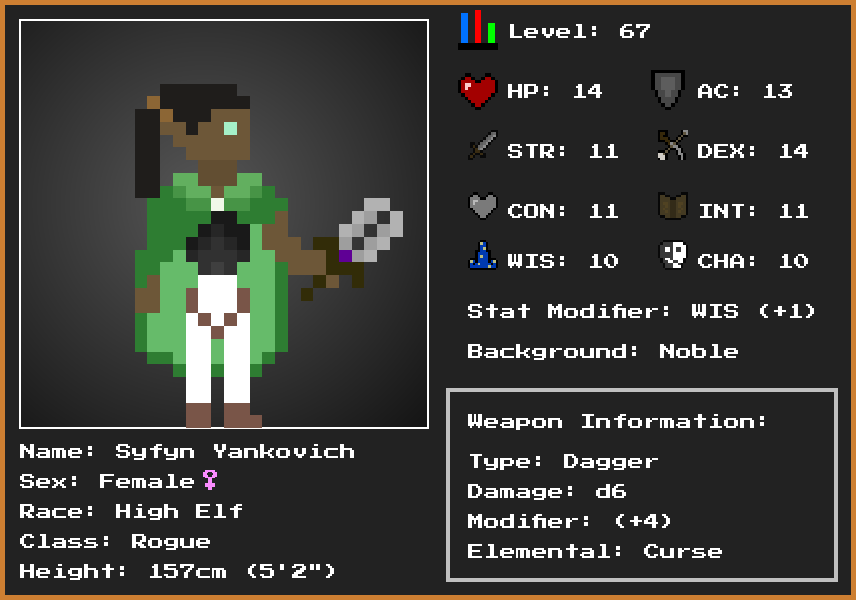 Level: 67
HP: 14
AC: 13
STR: 11
DEX: 14
CON: 11
INT: 11
WIS: 10
CHA: 10
Stat Modifier: WIS (+1)
Background: Noble
Weapon Information:
Type: Dagger
Damage: d6
Modifier: (+4)
Elemental: Curse
Name: Syfyn Yankovich
Sex: Female♀
Race: High Elf
Class: Rogue
Height: 157cm (5'2")